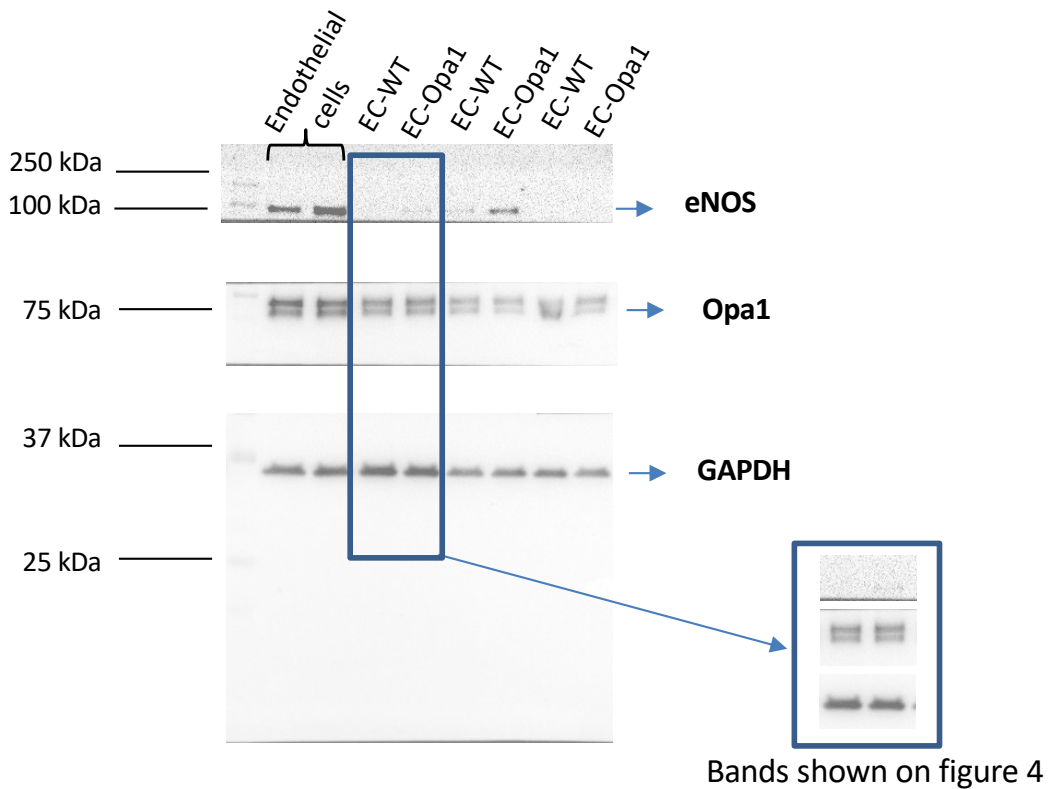 Endothelial
cells
EC-WT
EC-Opa1
EC-WT
EC-Opa1
EC-WT
EC-Opa1
250 kDa
100 kDa
eNOS
75 kDa
Opa1
37 kDa
GAPDH
25 kDa
Bands shown on figure 4